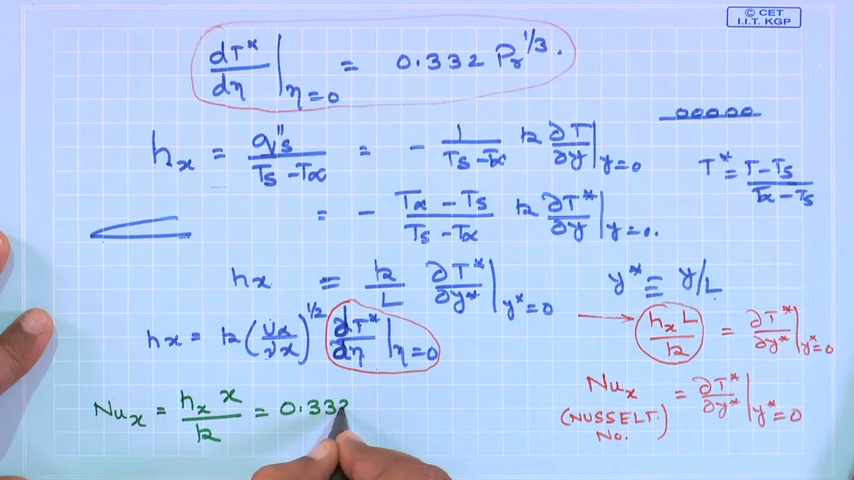 © CET
I.I.T. KGP
dT*/dη |η=0 = 0.332 Pr^1/3.
hx = q"s / (Ts - T∝) = - 1/(Ts - T∝) k ∂T/∂y |y=0
T* = (T - Ts)/(T∝ - Ts)
= - (T∝ - Ts)/(Ts - T∝) k ∂T*/∂y |y=0.
hx = k/L ∂T*/∂y* |y*=0
y* ≡ y/L
hx = k (U∝/νx)^1/2 dT*/dη |η=0
hx L/k = ∂T*/∂y* |y*=0
Nux = hx x/k = 0.332
Nux = ∂T*/∂y* |y*=0
(NUSSELT. No.)